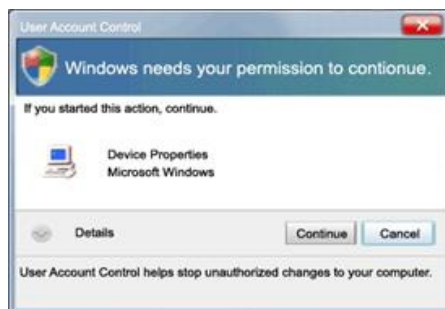 User Account Control
Windows needs your permission to contionue.
If you started this action, continue.
Device Properties
Microsoft Windows
Details
Continue
Cancel
User Account Control helps stop unauthorized changes to your computer.